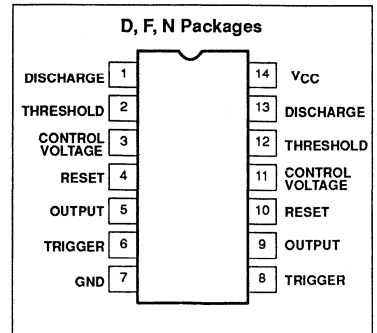 D, F, N Packages
DISCHARGE 1 14 VCC
THRESHOLD 2 13 DISCHARGE
CONTROL VOLTAGE 3 12 THRESHOLD
RESET 4 11 CONTROL VOLTAGE
OUTPUT 5 10 RESET
TRIGGER 6 9 OUTPUT
GND 7 8 TRIGGER